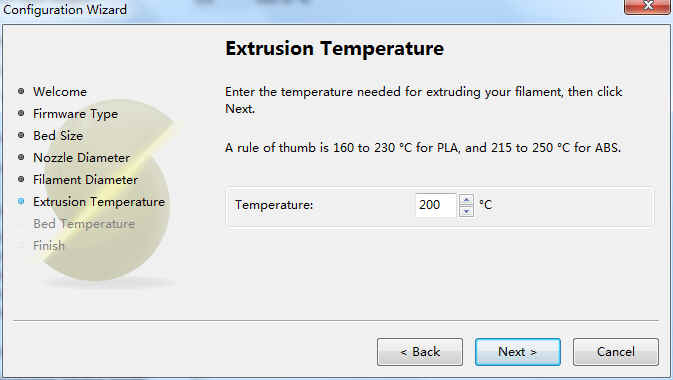 Configuration Wizard
Extrusion Temperature
Enter the temperature needed for extruding your filament, then click
Next.
A rule of thumb is 160 to 230 °C for PLA, and 215 to 250 °C for ABS.
Welcome
Firmware Type
Bed Size
Nozzle Diameter
Filament Diameter
Extrusion Temperature
Bed Temperature
Finish
Temperature: 200 °C
< Back Next > Cancel